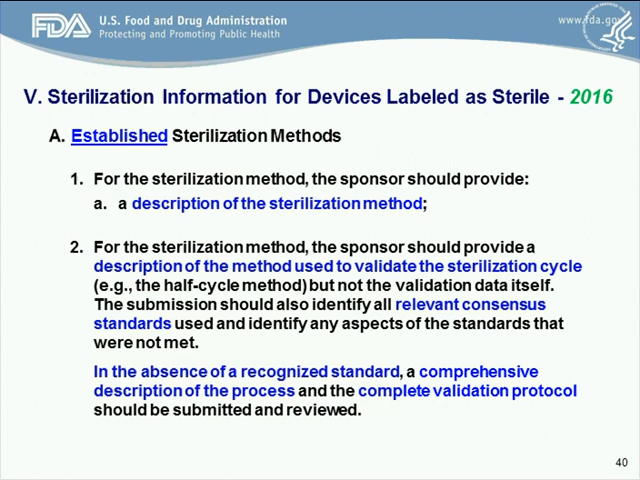 FDA U.S. Food and Drug Administration
Protecting and Promoting Public Health
www.fda.gov
V. Sterilization Information for Devices Labeled as Sterile - 2016
A. Established Sterilization Methods
1. For the sterilization method, the sponsor should provide:
a. a description of the sterilization method;
2. For the sterilization method, the sponsor should provide a
description of the method used to validate the sterilization cycle
(e.g., the half-cycle method) but not the validation data itself.
The submission should also identify all relevant consensus
standards used and identify any aspects of the standards that
were not met.
In the absence of a recognized standard, a comprehensive
description of the process and the complete validation protocol
should be submitted and reviewed.
40